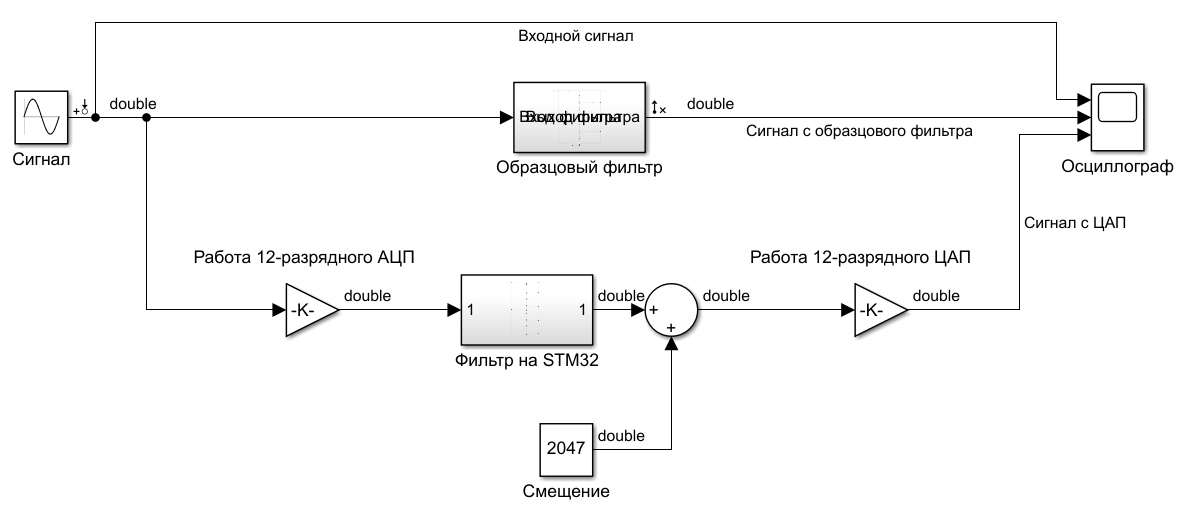 Входной сигнал
double
double
Сигнал
Сигнал с образцового фильтра
Образцовый фильтр
Осциллограф
Сигнал с ЦАП
Работа 12-разрядного АЦП
Работа 12-разрядного ЦАП
-K-
double
1
1
double
+
+
double
-K-
double
Фильтр на STM32
2047
double
Смещение